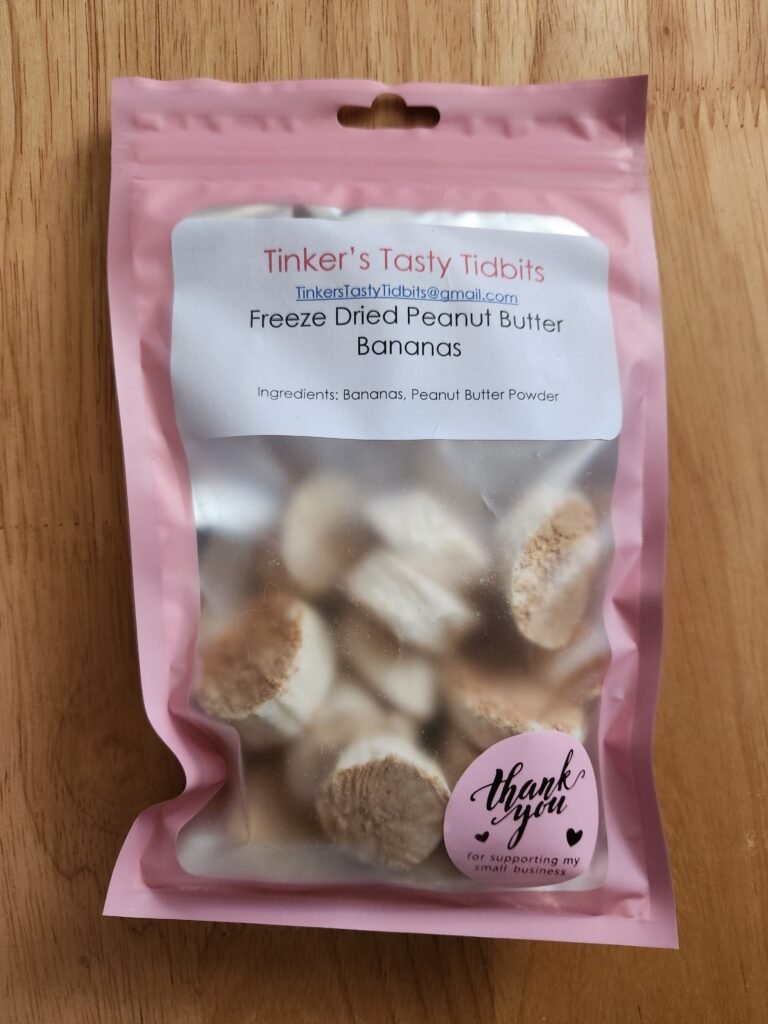 Tinker's Tasty Tidbits
TinkersTastyTidbits@gmail.com
Freeze Dried Peanut Butter
Bananas
Ingredients: Bananas, Peanut Butter Powder
thank
you
for supporting my
small business